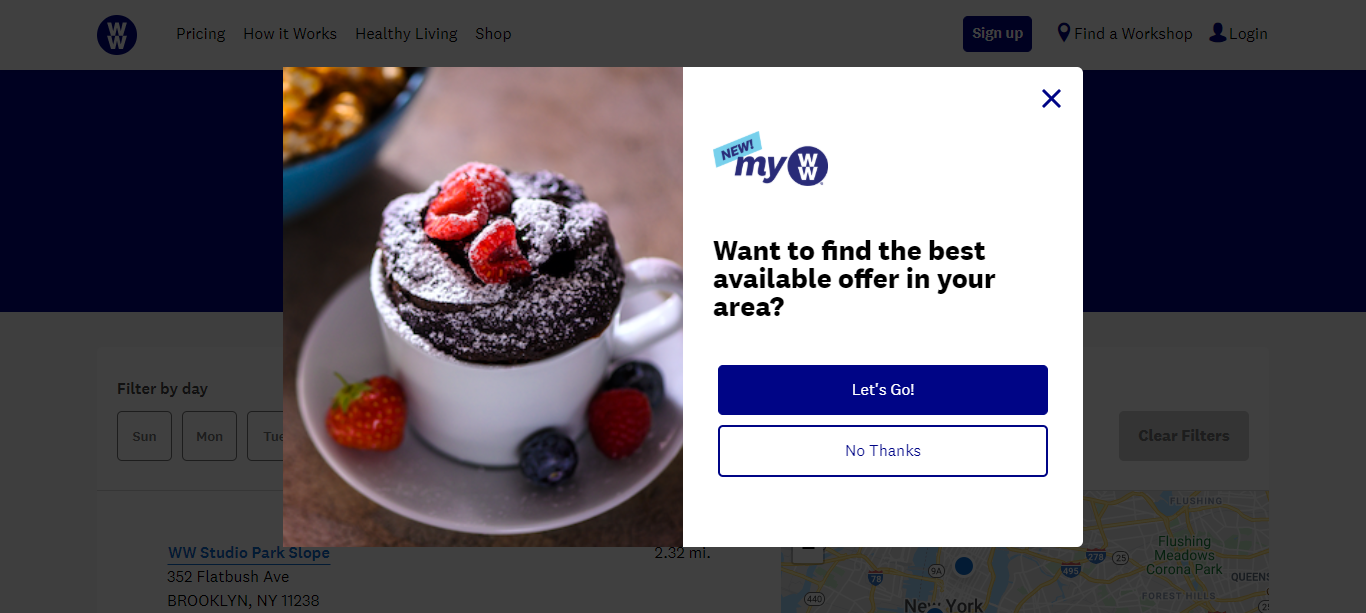 WW
Pricing How it Works Healthy Living Shop
Sign up
Find a Workshop
Login
NEW!
my WW
Want to find the best
available offer in your
area?
Let's Go!
No Thanks
Filter by day
Sun Mon Tue
Clear Filters
WW Studio Park Slope
2.32 mi.
352 Flatbush Ave
BROOKLYN, NY 11238
FLUSHING
Flushing
Meadows
Corona Park
QUEENS
FOREST HILLS
New York
278
25
495
9A
78
440